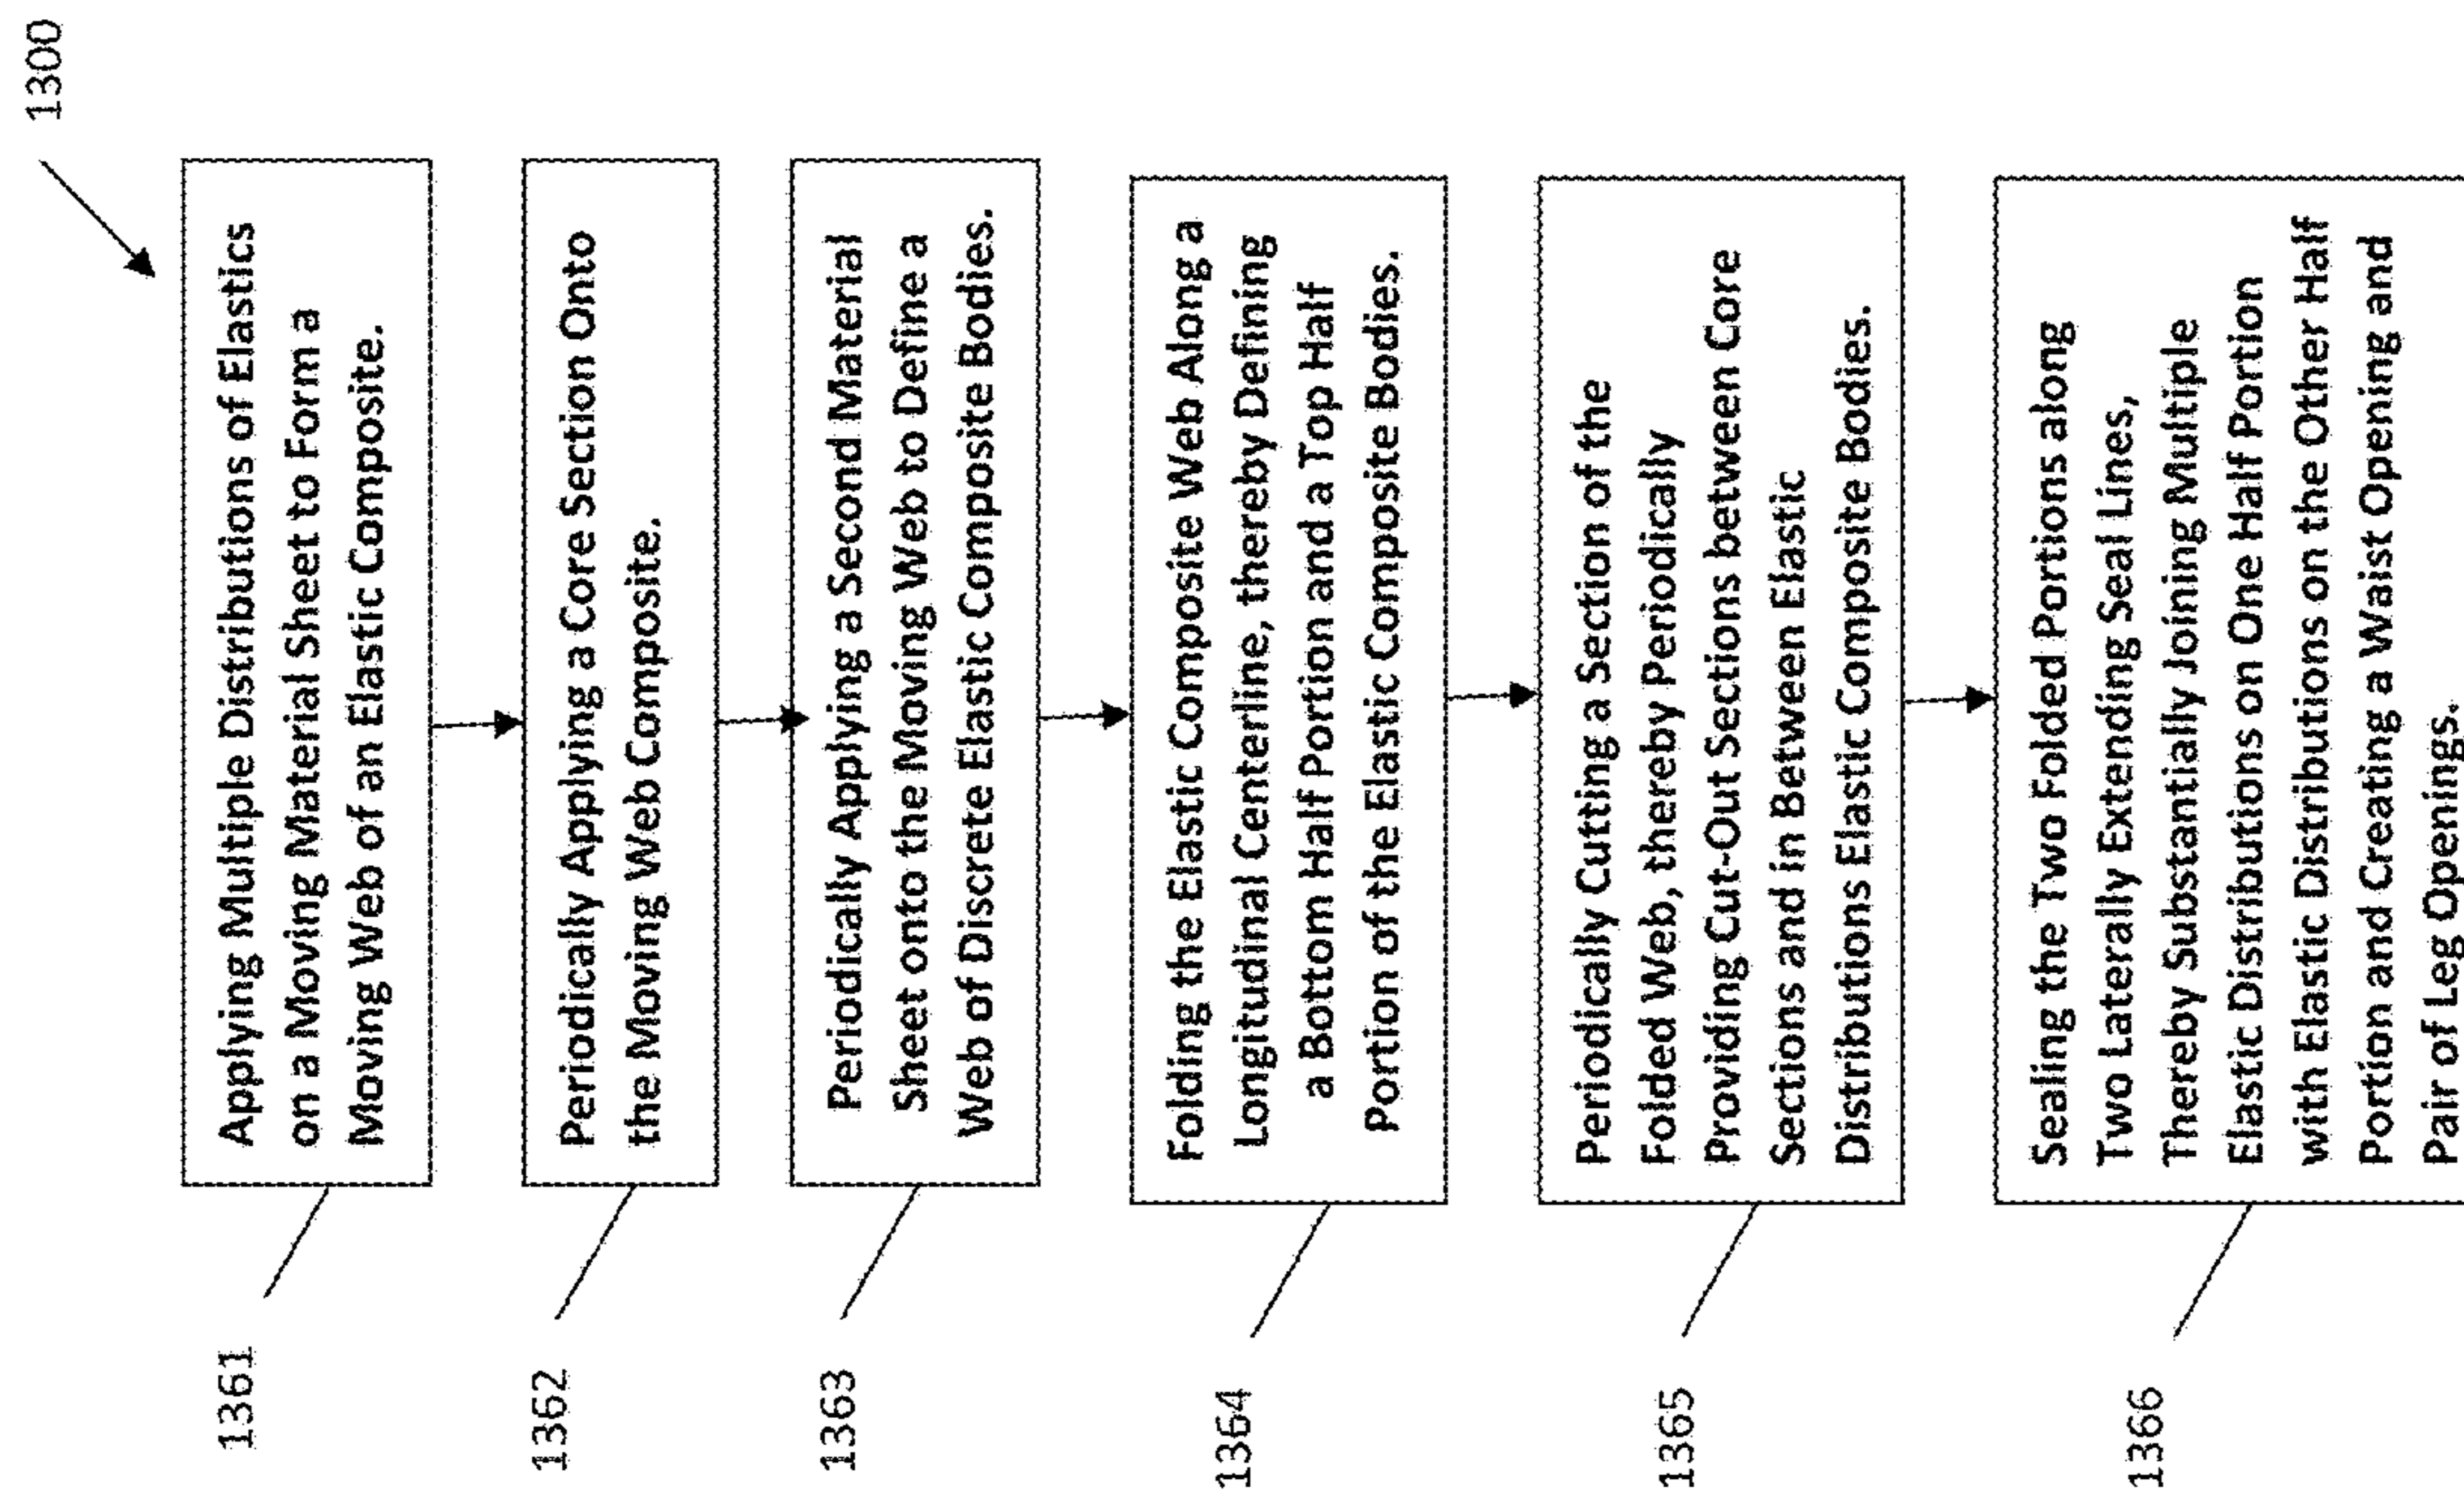 1300
1361
Applying Multiple Distributions of Elastics
on a Moving Material Sheet to Form a
Moving Web of an Elastic Composite.
1362
Periodically Applying a Core Section Onto
the Moving Web Composite.
1363
Periodically Applying a Second Material
Sheet onto the Moving Web to Define a
Web of Discrete Elastic Composite Bodies.
1364
Folding the Elastic Composite Web Along a
Longitudinal Centerline, thereby Defining
a Bottom Half Portion and a Top Half
Portion of the Elastic Composite Bodies.
1365
Periodically Cutting a Section of the
Folded Web, thereby Periodically
Providing Cut-Out Sections between Core
Sections and in Between Elastic
Distributions Elastic Composite Bodies.
1366
Sealing the Two Folded Portions along
Two Laterally Extending Seal Lines,
Thereby Substantially Joining Multiple
Elastic Distributions on One Half Portion
with Elastic Distributions on the Other Half
Portion and Creating a Waist Opening and
Pair of Leg Openings.